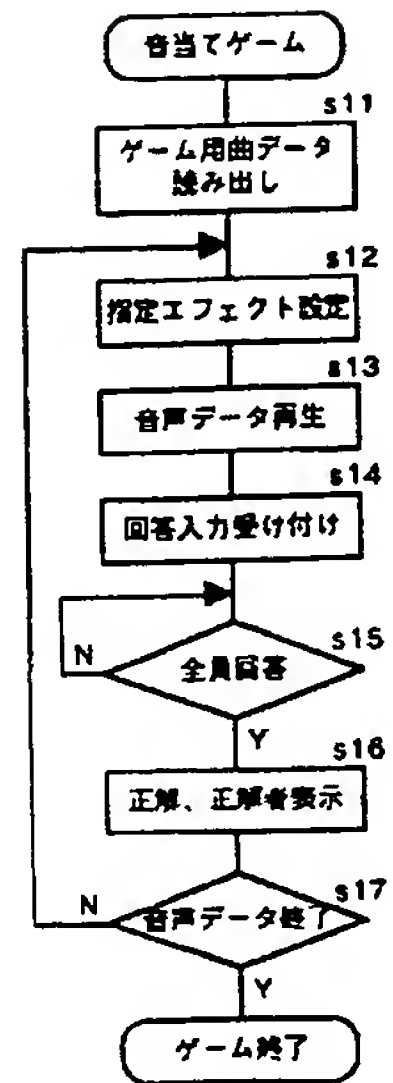 音当てゲーム
s11
ゲーム用曲データ
読み出し
s12
指定エフェクト設定
s13
音声データ再生
s14
回答入力受け付け
s15
全員回答
N
Y
s16
正解、正解者表示
s17
音声データ終了
N
Y
ゲーム終了